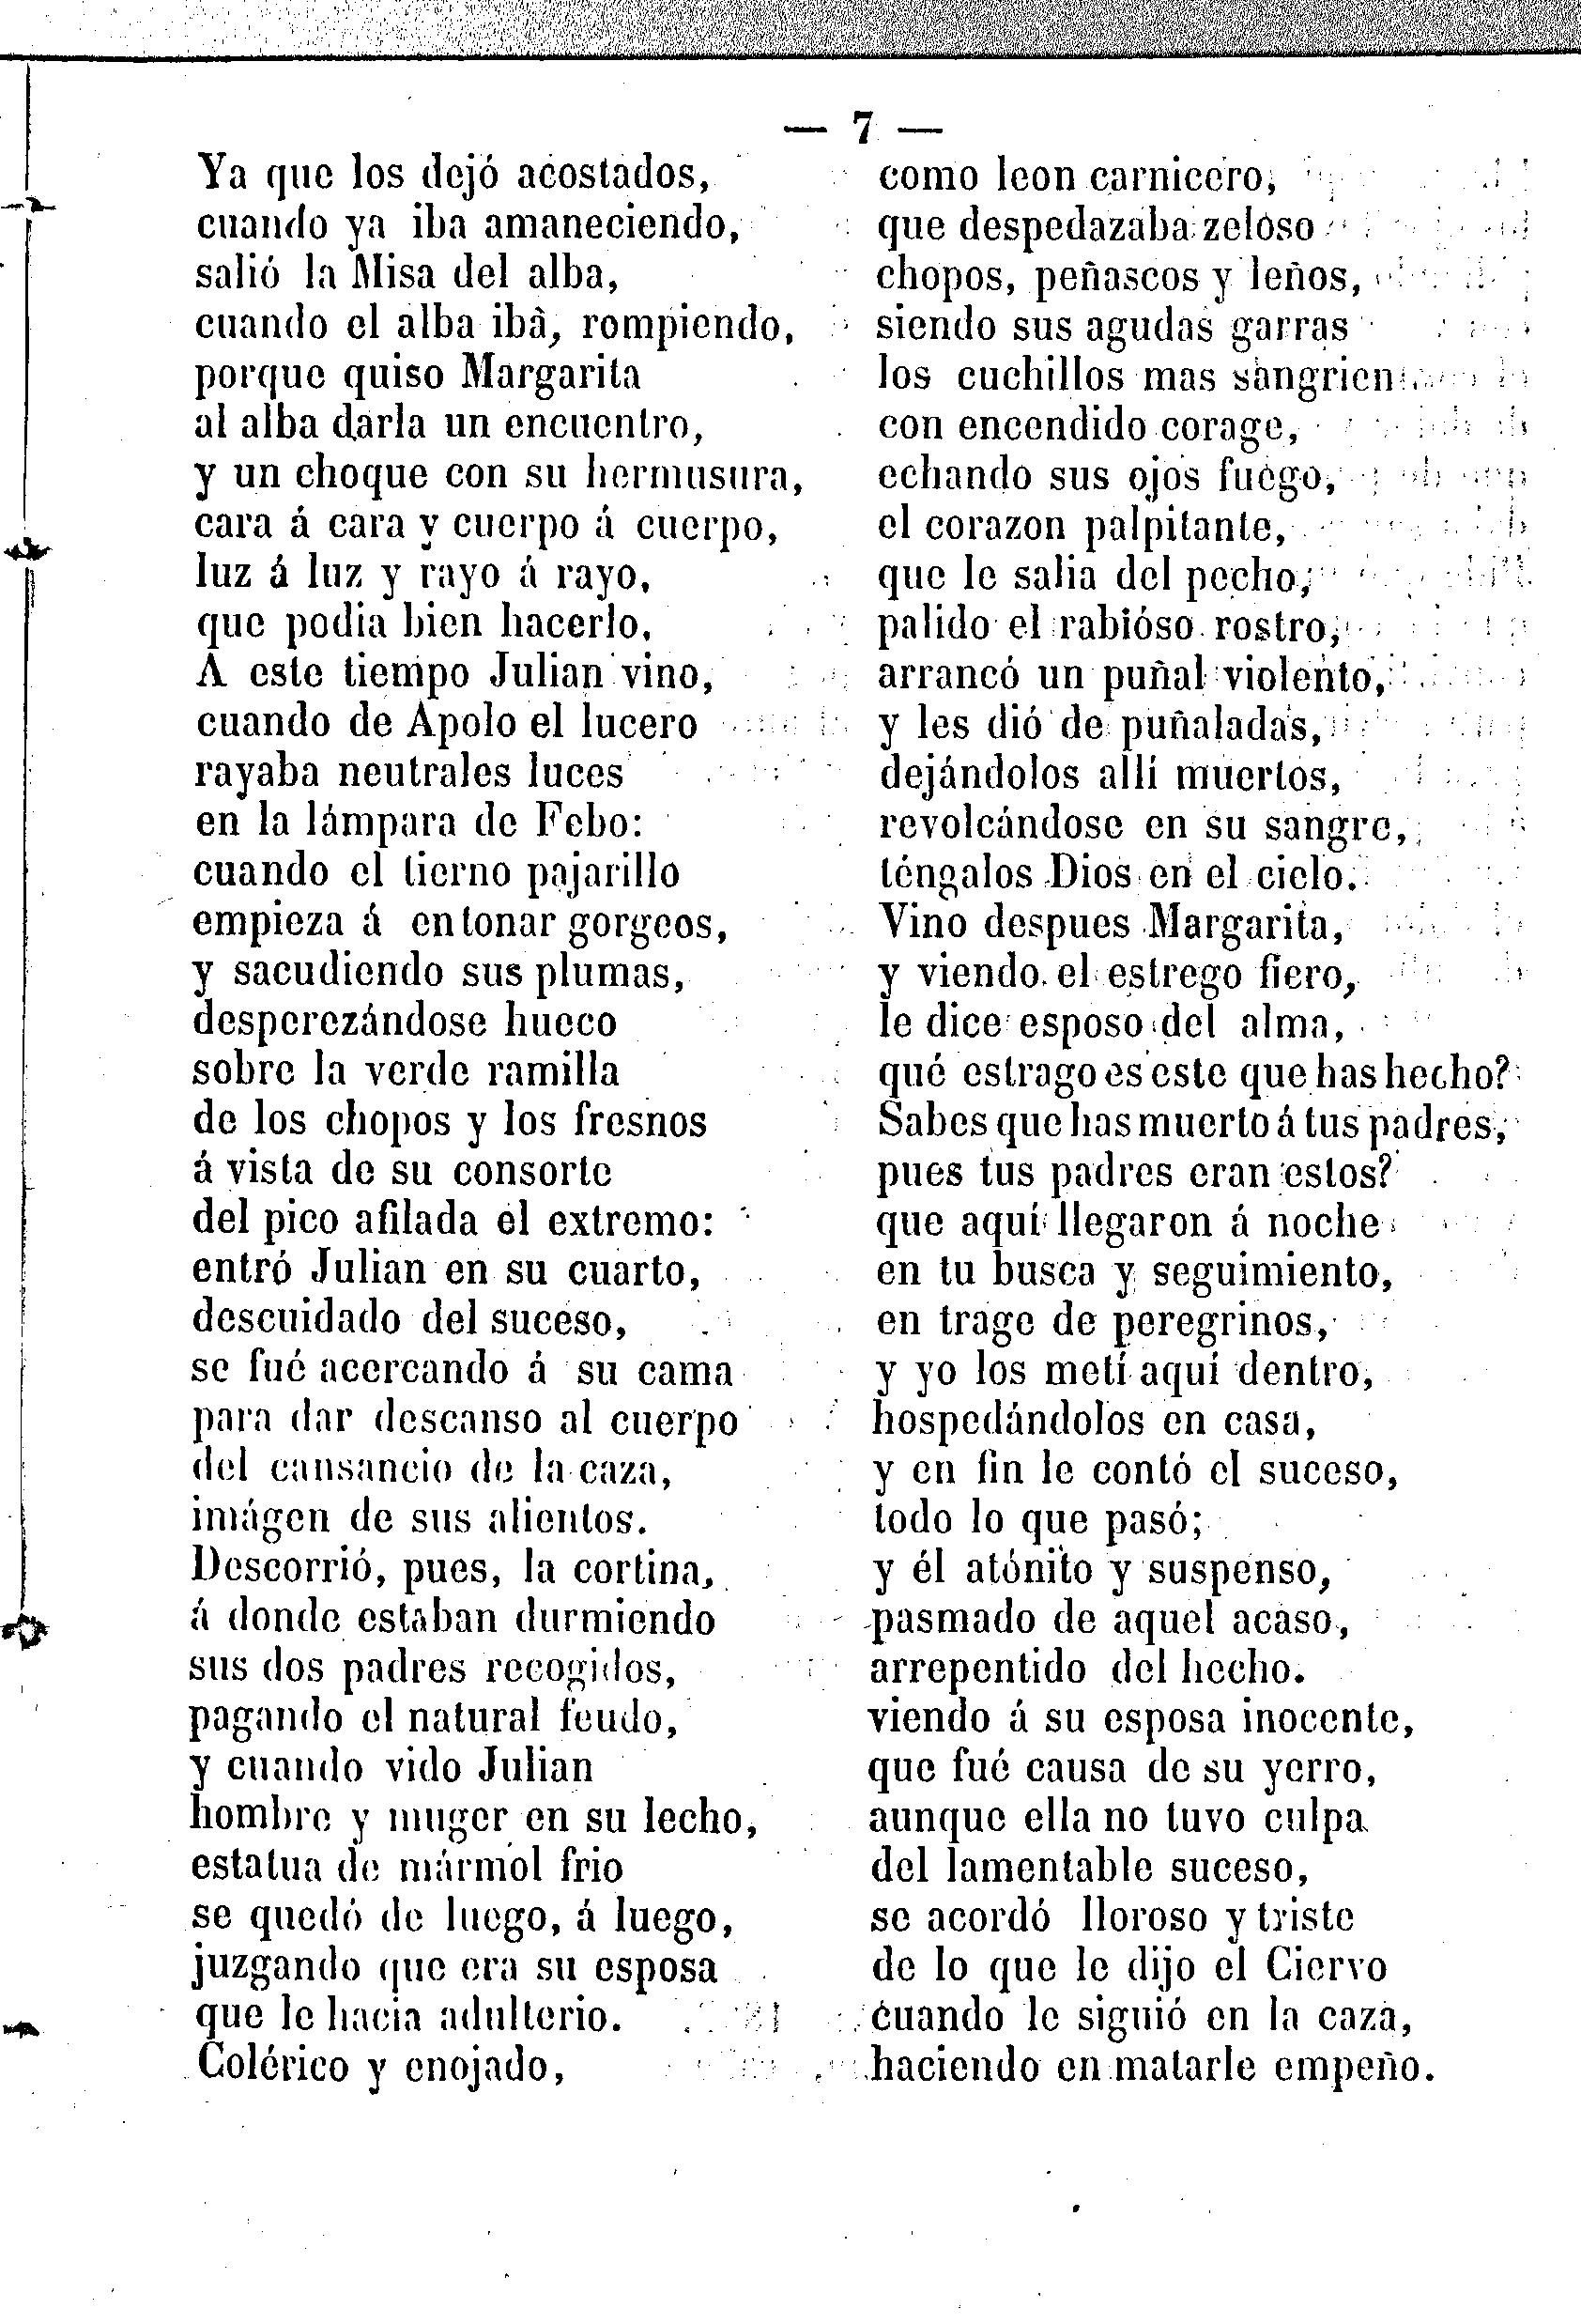 — 7 —
Ya que los dejó acostados,
cuando ya iba amaneciendo,
salió la Misa del alba,
cuando el alba iba, rompiendo,
porque quiso Margarita
al alba darla un encuentro,
y un choque con su hermusura,
cara á cara y cuerpo á cuerpo,
luz á luz y rayo á rayo,
que podia bien hacerlo.
A este tiempo Julian vino,
cuando de Apolo el lucero
rayaba neutrales luces
en la lámpara de Febo:
cuando el tierno pajarillo
empieza á entonar gorgeos,
y sacudiendo sus plumas,
desperezándose hueco
sobre la verde ramilla
de los chopos y los fresnos
á vista de su consorte
del pico afilada el extremo:
entró Julian en su cuarto,
descuidado del suceso,
se fué acercando á su cama
para dar descanso al cuerpo
del cansancio de la caza,
imágen de sus alientos.
Descorrió, pues, la cortina,
á donde estaban durmiendo
sus dos padres recogidos,
pagando el natural feudo,
y cuando vido Julian
hombre y muger en su lecho,
estatua de mármol frio
se quedó de luego, á luego,
juzgando que era su esposa
que le hacia adulterio.
Colérico y enojado,
como leon carnicero,
que despedazaba zeloso
chopos, peñascos y leños,
siendo sus agudas garras
los cuchillos mas sangrien
con encendido corage,
echando sus ojos fuego,
el corazon palpitante,
que le salia del pecho,
palido el rabióso rostro,
arrancó un puñal violento,
y les dió de puñaladas,
dejándolos allí muertos,
revolcándose en su sangre,
téngalos Dios en el cielo.
Vino despues Margarita,
y viendo el estrego fiero,
le dice esposo del alma,
qué estrago es este que has hecho?
Sabes que has muerto á tus padres,
pues tus padres eran estos?
que aquí llegaron á noche
en tu busca y seguimiento,
en trage de peregrinos,
y yo los metí aquí dentro,
hospedándolos en casa,
y en fin le contó el suceso,
todo lo que pasó;
y él atónito y suspenso,
pasmado de aquel acaso,
arrepentido del hecho.
viendo á su esposa inocente,
que fué causa de su yerro,
aunque ella no tuvo culpa
del lamentable suceso,
se acordó lloroso y triste
de lo que le dijo el Ciervo
cuando le siguió en la caza,
haciendo en matarle empeño.